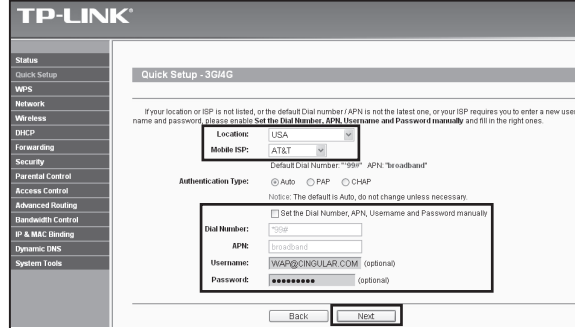 TP-LINK®
Status
Quick Setup
WPS
Network
Wireless
DHCP
Forwarding
Security
Parental Control
Access Control
Advanced Routing
Bandwidth Control
IP & MAC Binding
Dynamic DNS
System Tools
Quick Setup - 3G/4G
If your location or ISP is not listed, or the default Dial number / APN is not the latest one, or your ISP requires you to enter a new user
name and password, please enable Set the Dial Number, APN, Username and Password manually and fill in the right ones.
Location: USA
Mobile ISP: AT&T
Default Dial Number: "*99#" APN: "broadband"
Authentication Type: Auto PAP CHAP
Notice: The default is Auto, do not change unless necessary.
Set the Dial Number, APN, Username and Password manually
Dial Number: *99#
APN: broadband
Username: WAP@CINGULAR.COM (optional)
Password: ●●●●●●●●● (optional)
Back Next